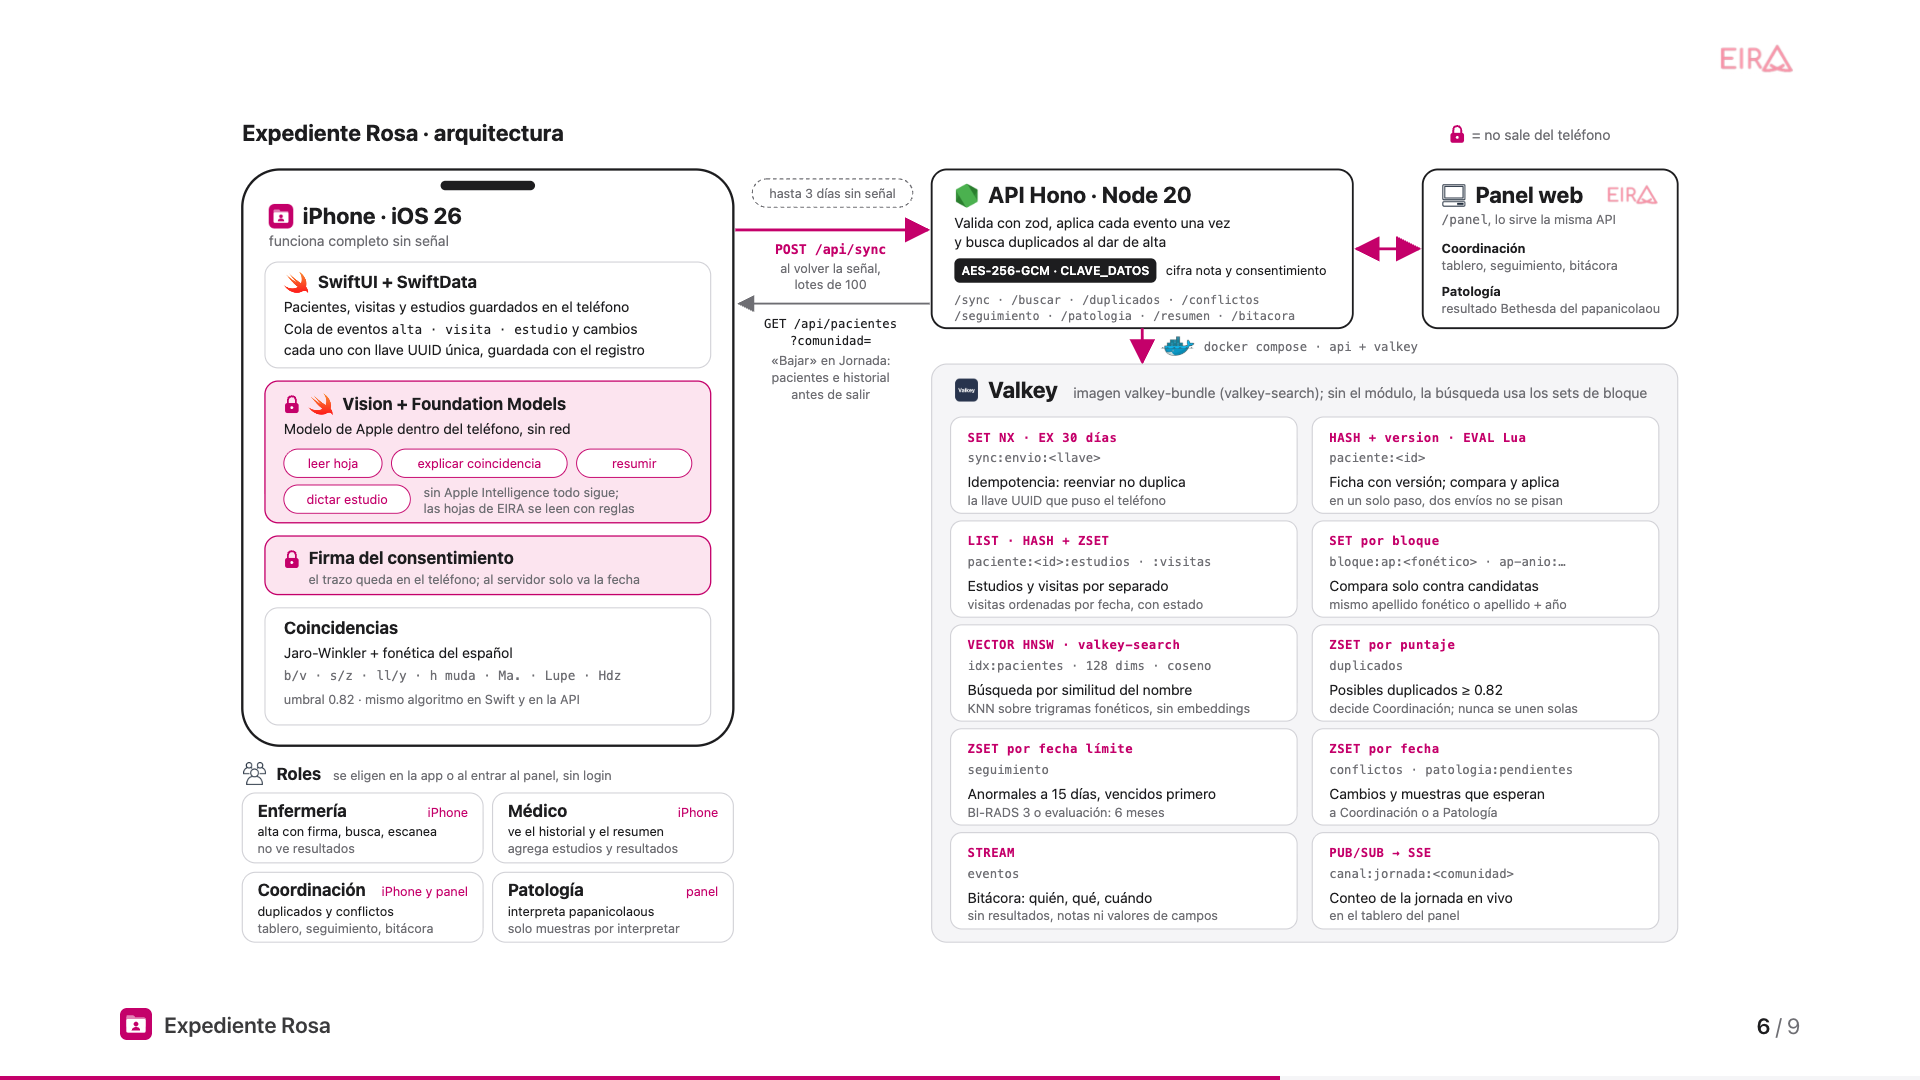 EIRA
Expediente Rosa · arquitectura
= no sale del teléfono
iPhone · iOS 26
funciona completo sin señal
SwiftUI + SwiftData
Pacientes, visitas y estudios guardados en el teléfono
Cola de eventos alta · visita · estudio y cambios
cada uno con llave UUID única, guardada con el registro
Vision + Foundation Models
Modelo de Apple dentro del teléfono, sin red
leer hoja
explicar coincidencia
resumir
dictar estudio
sin Apple Intelligence todo sigue;
las hojas de EIRA se leen con reglas
Firma del consentimiento
el trazo queda en el teléfono; al servidor solo va la fecha
Coincidencias
Jaro-Winkler + fonética del español
b/v · s/z · ll/y · h muda · Ma. · Lupe · Hdz
umbral 0.82 · mismo algoritmo en Swift y en la API
hasta 3 días sin señal
POST /api/sync
al volver la señal,
lotes de 100
GET /api/pacientes
?comunidad=
«Bajar» en Jornada:
pacientes e historial
antes de salir
API Hono · Node 20
Valida con zod, aplica cada evento una vez
y busca duplicados al dar de alta
AES-256-GCM · CLAVE_DATOS
cifra nota y consentimiento
/sync · /buscar · /duplicados · /conflictos
/seguimiento · /patologia · /resumen · /bitacora
Panel web
EIRA
/panel, lo sirve la misma API
Coordinación
tablero, seguimiento, bitácora
Patología
resultado Bethesda del papanicolaou
docker compose · api + valkey
Valkey
Valkey
imagen valkey-bundle (valkey-search); sin el módulo, la búsqueda usa los sets de bloque
SET NX · EX 30 días
sync:envio:<llave>
Idempotencia: reenviar no duplica
la llave UUID que puso el teléfono
HASH + version · EVAL Lua
paciente:<id>
Ficha con versión; compara y aplica
en un solo paso, dos envíos no se pisan
LIST · HASH + ZSET
paciente:<id>:estudios · :visitas
Estudios y visitas por separado
visitas ordenadas por fecha, con estado
SET por bloque
bloque:ap:<fonético> · ap-anio:…
Compara solo contra candidatas
mismo apellido fonético o apellido + año
VECTOR HNSW · valkey-search
idx:pacientes · 128 dims · coseno
Búsqueda por similitud del nombre
KNN sobre trigramas fonéticos, sin embeddings
ZSET por puntaje
duplicados
Posibles duplicados ≥ 0.82
decide Coordinación; nunca se unen solas
ZSET por fecha límite
seguimiento
Anormales a 15 días, vencidos primero
BI-RADS 3 o evaluación: 6 meses
ZSET por fecha
conflictos · patologia:pendientes
Cambios y muestras que esperan
a Coordinación o a Patología
STREAM
eventos
Bitácora: quién, qué, cuándo
sin resultados, notas ni valores de campos
PUB/SUB → SSE
canal:jornada:<comunidad>
Conteo de la jornada en vivo
en el tablero del panel
Roles
se eligen en la app o al entrar al panel, sin login
Enfermería
iPhone
alta con firma, busca, escanea
no ve resultados
Médico
iPhone
ve el historial y el resumen
agrega estudios y resultados
Coordinación
iPhone y panel
duplicados y conflictos
tablero, seguimiento, bitácora
Patología
panel
interpreta papanicolaous
solo muestras por interpretar
Expediente Rosa
6 / 9